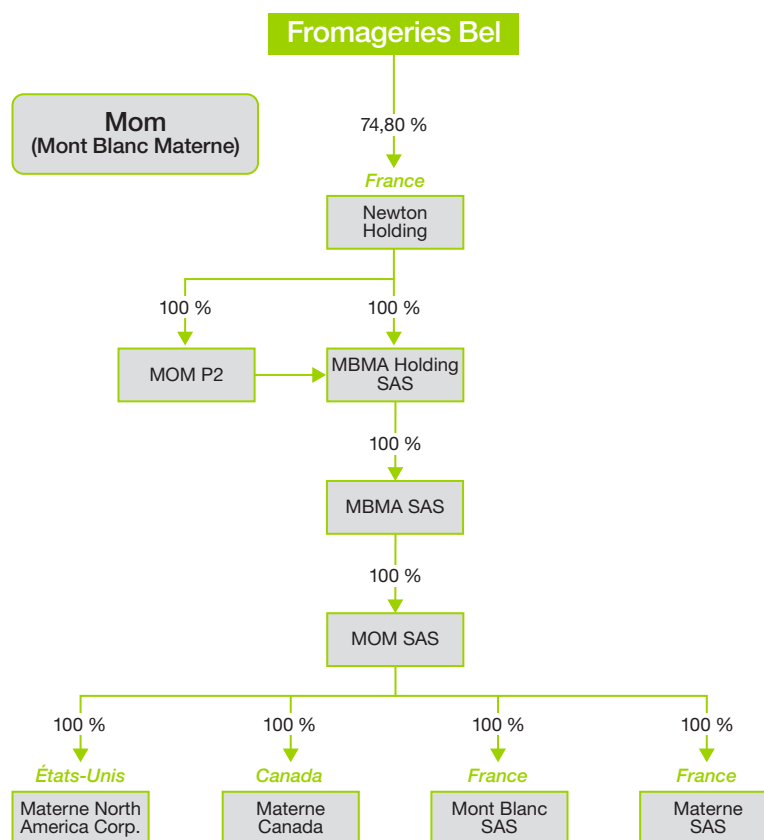 Fromageries Bel
Mom
(Mont Blanc Materne)
74,80 %
France
Newton
Holding
100 %
100 %
MOM P2
MBMA Holding
SAS
100 %
MBMA SAS
100 %
MOM SAS
100 %
100 %
100 %
100 %
États-Unis
Canada
France
France
Materne North
America Corp.
Materne
Canada
Mont Blanc
SAS
Materne
SAS